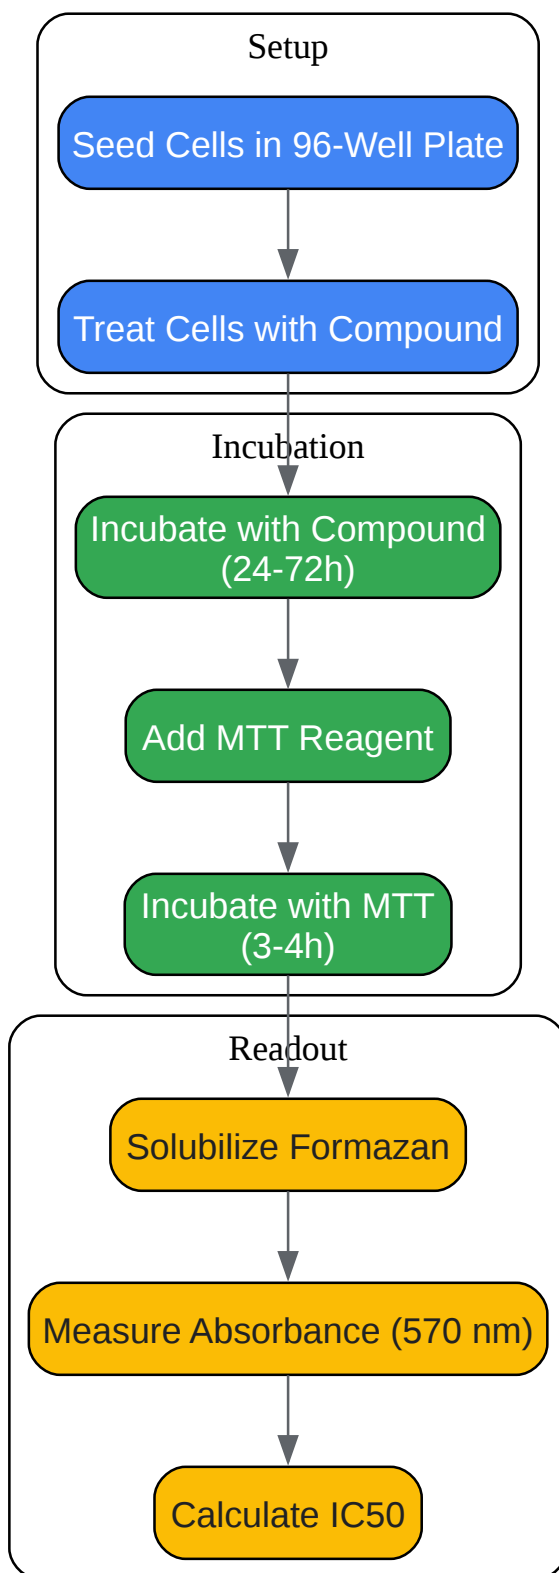 Setup
Seed Cells in 96-Well Plate
Treat Cells with Compound
Incubation
Incubate with Compound
(24-72h)
Add MTT Reagent
Incubate with MTT
(3-4h)
Readout
Solubilize Formazan
Measure Absorbance (570 nm)
Calculate IC50